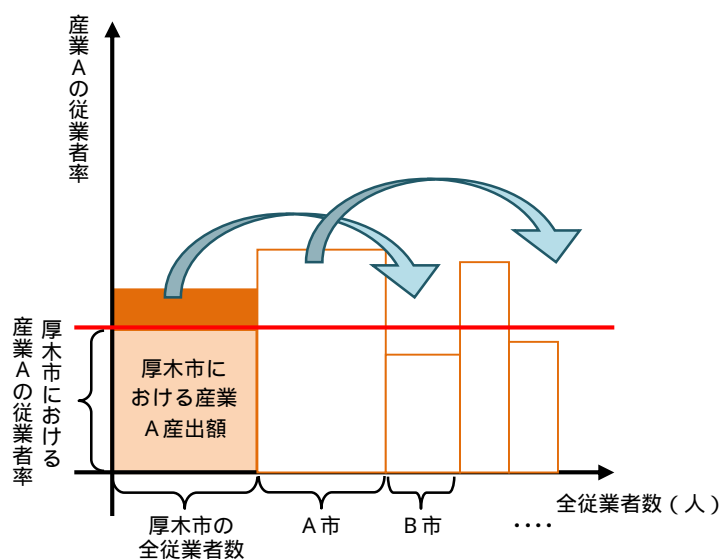 産業Ａの従業者率
厚木市における
産業Ａの従業者率
厚木市に
おける産業
Ａ産出額
全従業者数（人）
厚木市の
全従業者数
Ａ市
Ｂ市
‥‥